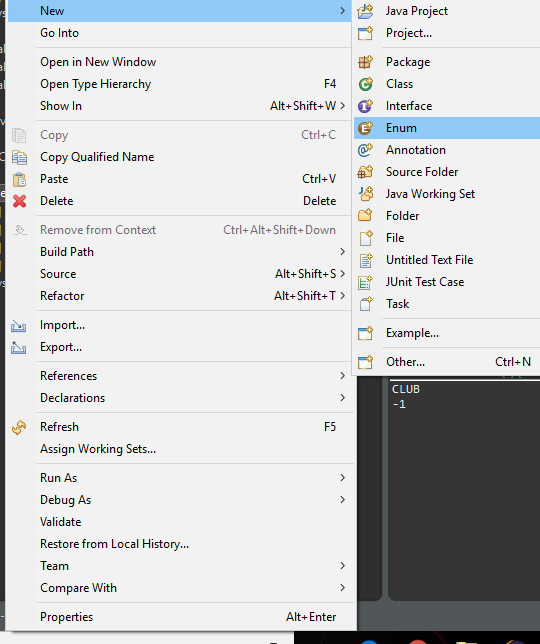 New
Go Into
Open in New Window
Open Type Hierarchy F4
Show In Alt+Shift+W
Copy Ctrl+C
Copy Qualified Name
Paste Ctrl+V
Delete Delete
Remove from Context Ctrl+Alt+Shift+Down
Build Path
Source Alt+Shift+S
Refactor Alt+Shift+T
Import...
Export...
References
Declarations
Refresh F5
Assign Working Sets...
Run As
Debug As
Validate
Restore from Local History...
Team
Compare With
Properties Alt+Enter
Java Project
Project...
Package
Class
Interface
Enum
Annotation
Source Folder
Java Working Set
Folder
File
Untitled Text File
JUnit Test Case
Task
Example...
Other... Ctrl+N
CLUB
-1